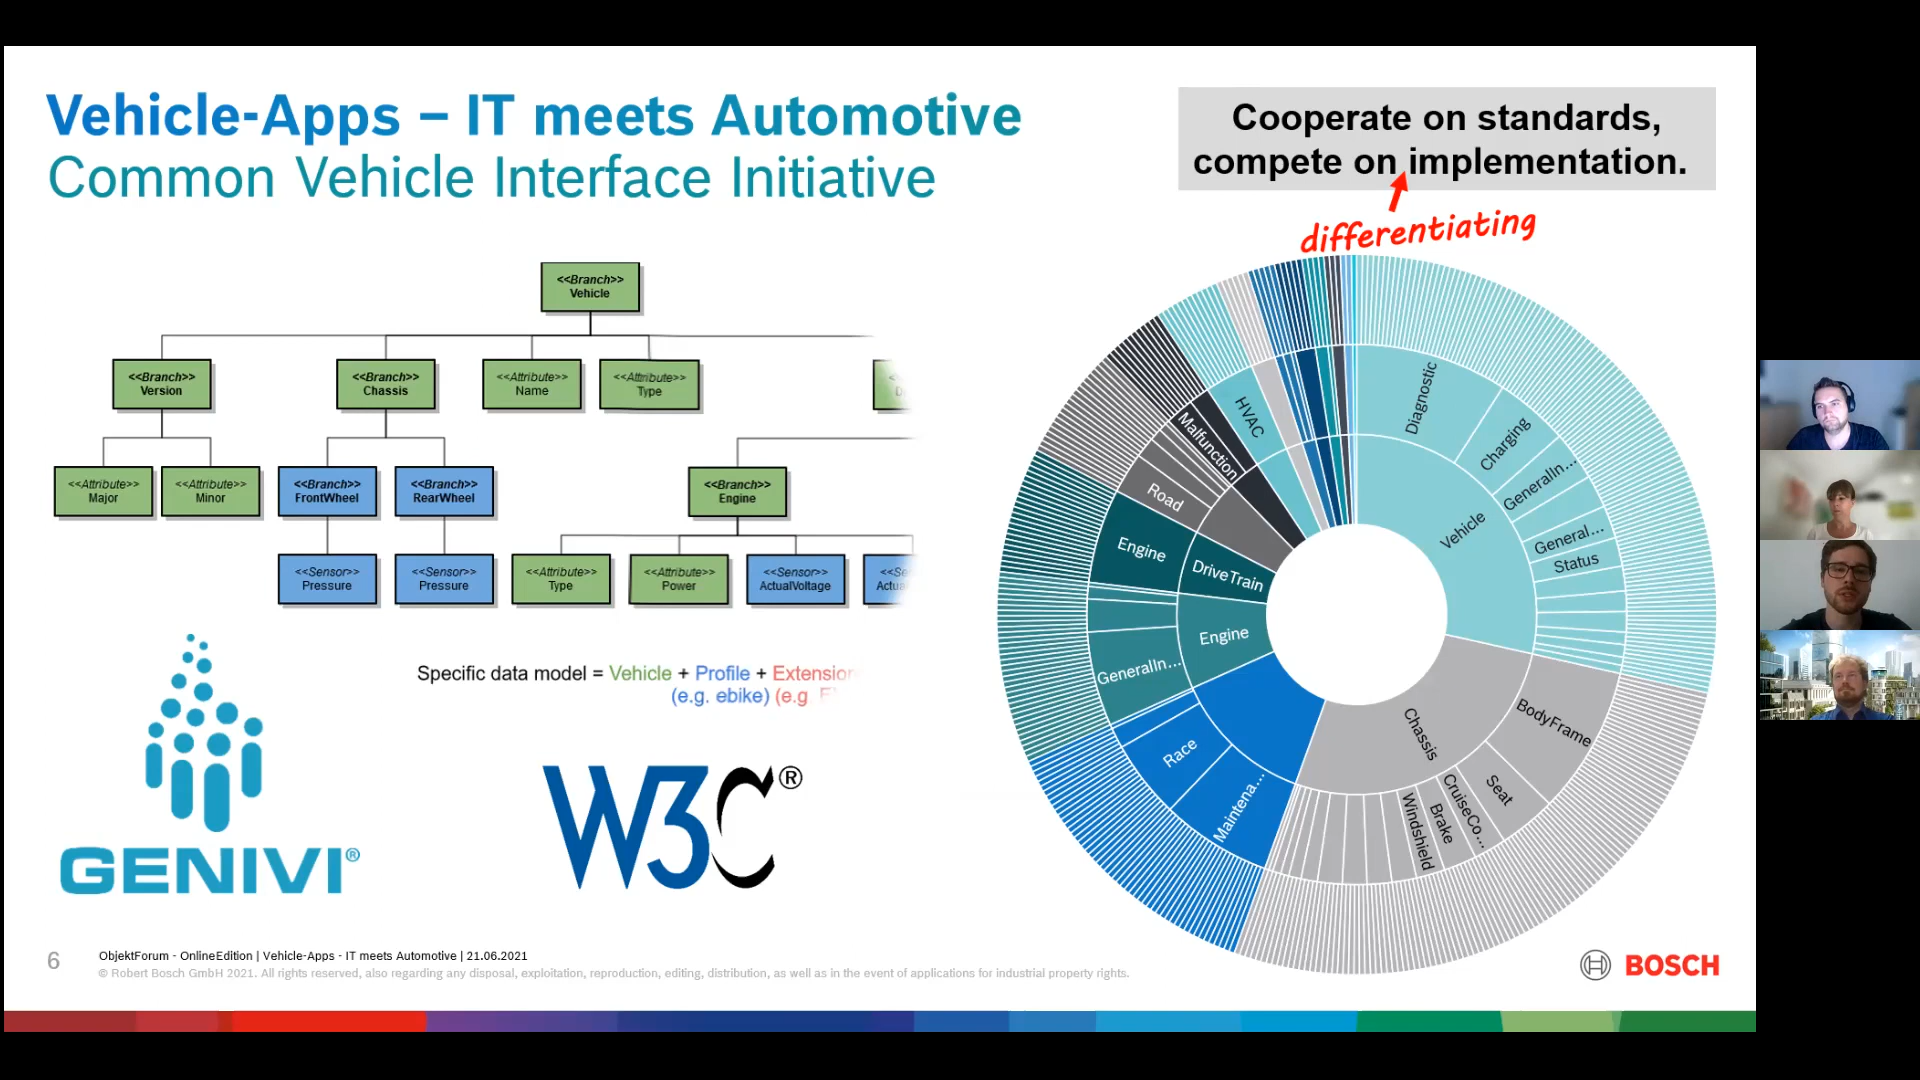 Vehicle-Apps – IT meets Automotive
Common Vehicle Interface Initiative
Cooperate on standards,
compete on implementation.
differentiating
<<Branch>>
Vehicle
<<Branch>>
Version
<<Branch>>
Chassis
<<Attribute>>
Name
<<Attribute>>
Type
<<Attribute>>
Major
<<Attribute>>
Minor
<<Branch>>
FrontWheel
<<Branch>>
RearWheel
<<Branch>>
Engine
<<Sensor>>
Pressure
<<Sensor>>
Pressure
<<Attribute>>
Type
<<Attribute>>
Power
<<Sensor>>
ActualVoltage
Specific data model = Vehicle + Profile + Extension
(e.g. ebike) (e.g
GENIVI®
W3C®
Diagnostic
Charging
GeneralIn...
General...
Status
Vehicle
BodyFrame
Seat
CruiseCo...
Brake
Windshield
Chassis
Maintena...
Race
GeneralIn...
Engine
Engine
DriveTrain
Road
Malfunction
HVAC
6
ObjektForum - OnlineEdition | Vehicle-Apps - IT meets Automotive | 21.06.2021
© Robert Bosch GmbH 2021. All rights reserved, also regarding any disposal, exploitation, reproduction, editing, distribution, as well as in the event of applications for industrial property rights.
BOSCH